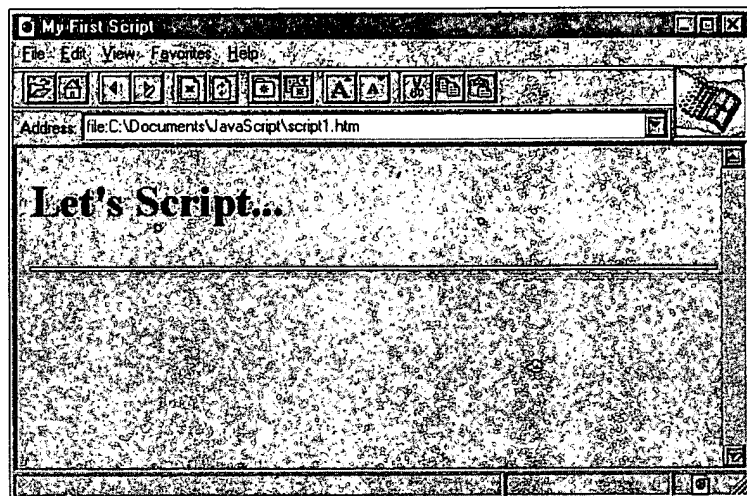 My First Script
File Edit View Favorites Help
A A
Address: file:C:\Documents\JavaScript\script1.htm
Let's Script...